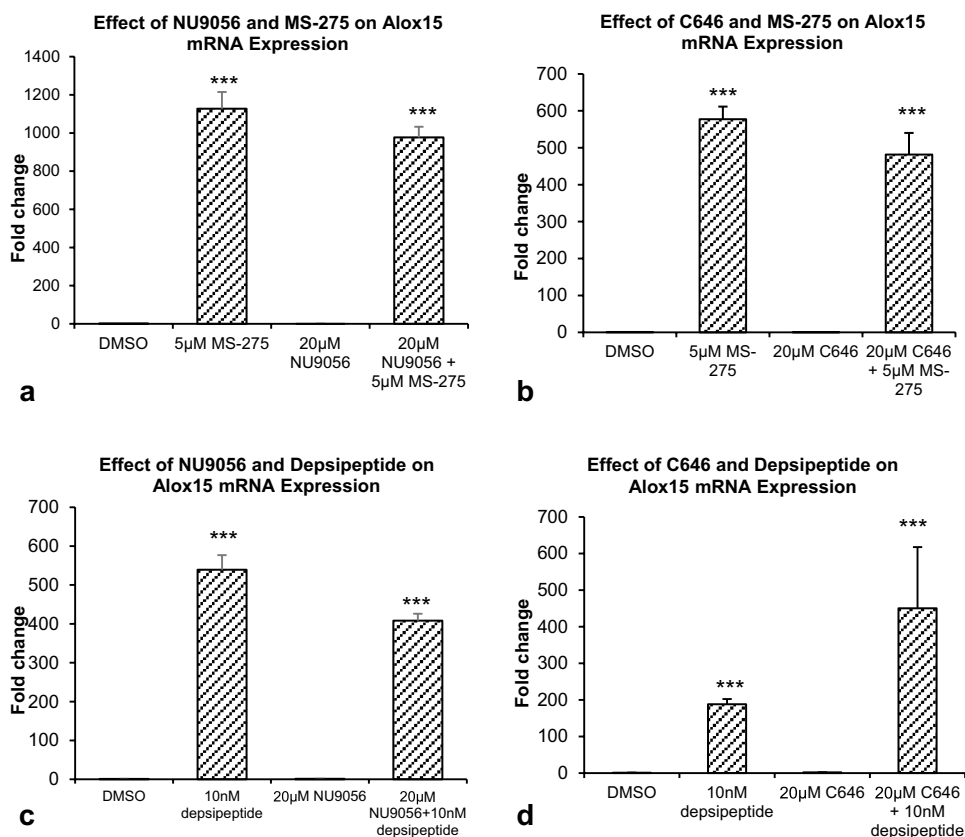 Effect of NU9056 and MS-275 on Alox15
mRNA Expression
Fold change
1400
1200
1000
800
600
400
200
0
***
***
DMSO
5µM MS-275
20µM
NU9056
20µM
NU9056 +
5µM MS-275
a
Effect of C646 and MS-275 on Alox15
mRNA Expression
Fold change
700
600
500
400
300
200
100
0
***
***
DMSO
5µM MS-
275
20µM C646
20µM C646
+ 5µM MS-
275
b
Effect of NU9056 and Depsipeptide on
Alox15 mRNA Expression
Fold change
700
600
500
400
300
200
100
0
***
***
DMSO
10nM
depsipeptide
20µM NU9056
20µM
NU9056+10nM
depsipeptide
c
Effect of C646 and Depsipeptide on
Alox15 mRNA Expression
Fold change
700
600
500
400
300
200
100
0
***
***
DMSO
10nM
depsipeptide
20µM C646
20µM C646
+ 10nM
depsipeptide
d